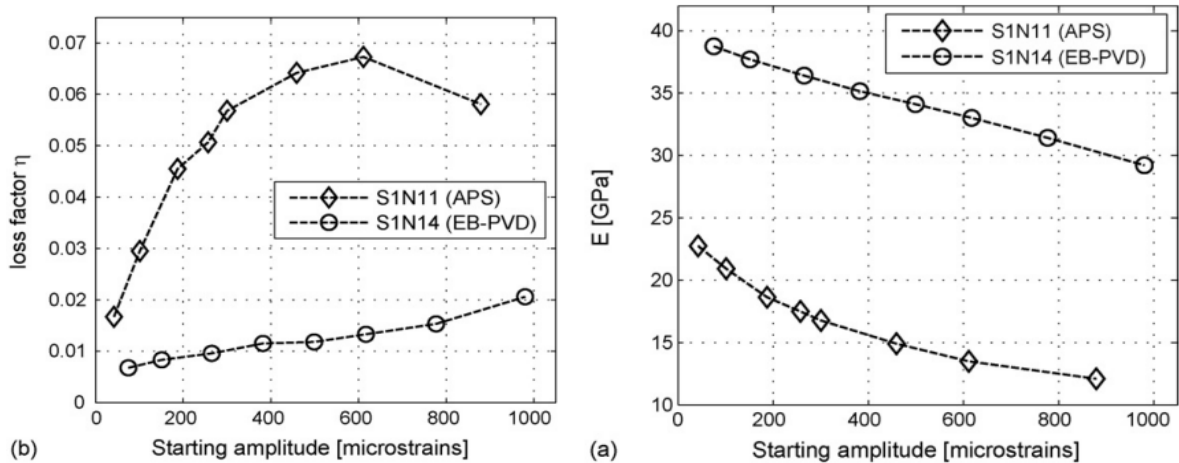 0.07
0.06
0.05
0.04
0.03
0.02
0.01
0
loss factor η
S1N11 (APS)
S1N14 (EB-PVD)
0 200 400 600 800 1000
(b) Starting amplitude [microstrains]
40
35
30
25
20
15
10
E [GPa]
S1N11 (APS)
S1N14 (EB-PVD)
0 200 400 600 800 1000
(a) Starting amplitude [microstrains]